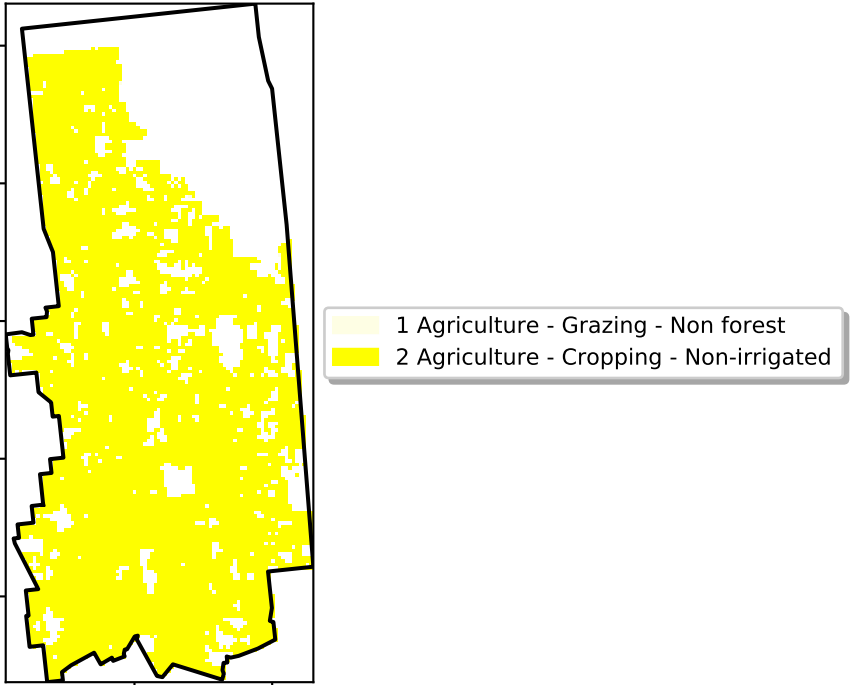 1 Agriculture - Grazing - Non forest
2 Agriculture - Cropping - Non-irrigated